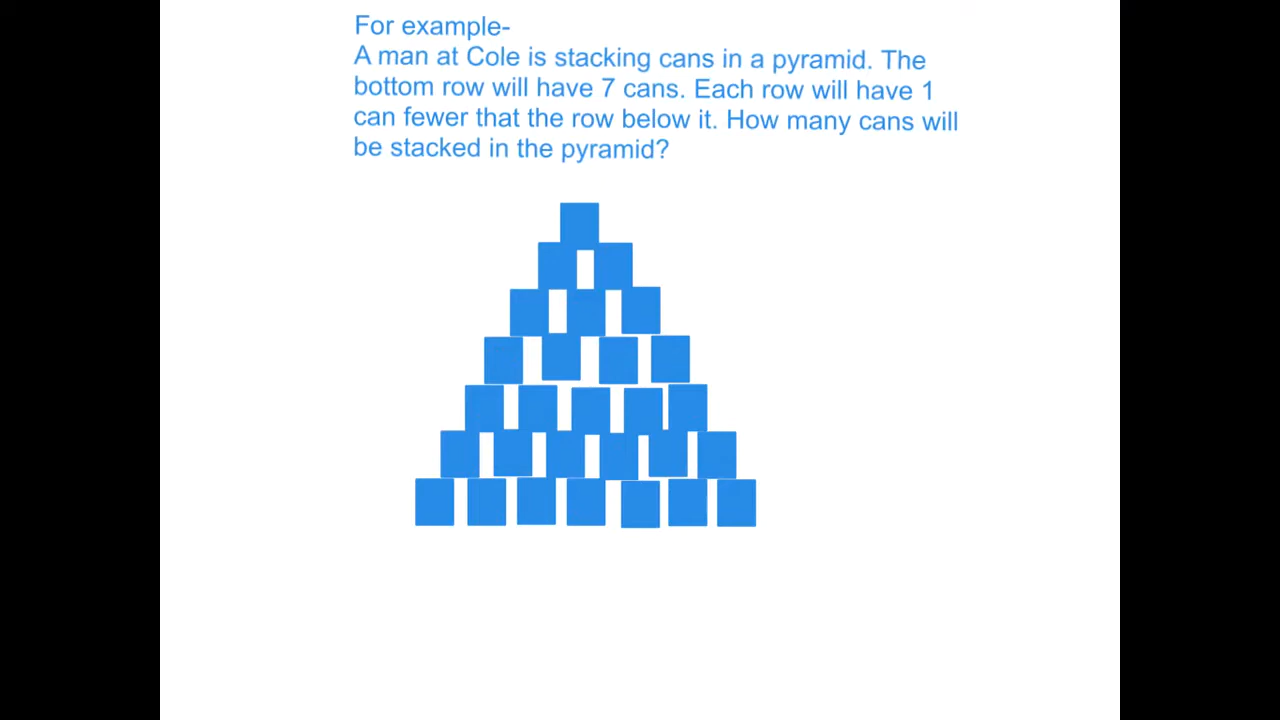 For example-
A man at Cole is stacking cans in a pyramid. The
bottom row will have 7 cans. Each row will have 1
can fewer that the row below it. How many cans will
be stacked in the pyramid?